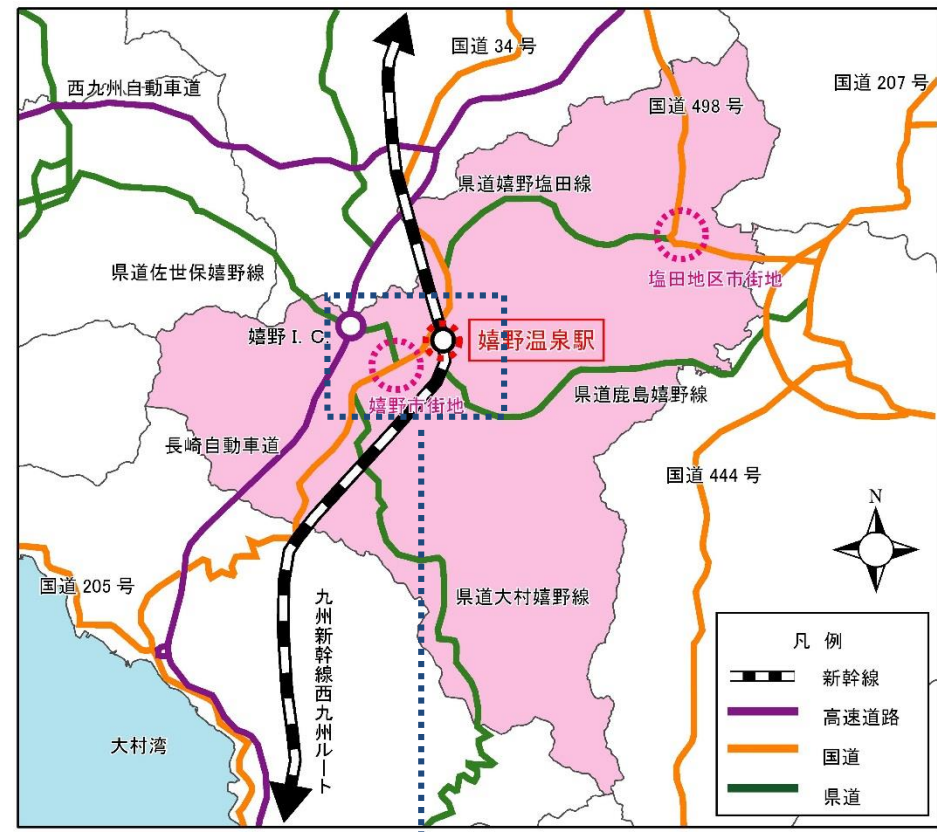 国道 34 号
西九州自動車道
国道 498 号
国道 207 号
県道嬉野塩田線
県道佐世保嬉野線
塩田地区市街地
嬉野 I. C.
嬉野温泉駅
嬉野市街地
県道鹿島嬉野線
長崎自動車道
国道 444 号
N
国道 205 号
県道大村嬉野線
九州新幹線西九州ルート
大村湾
凡 例
新幹線
高速道路
国道
県道